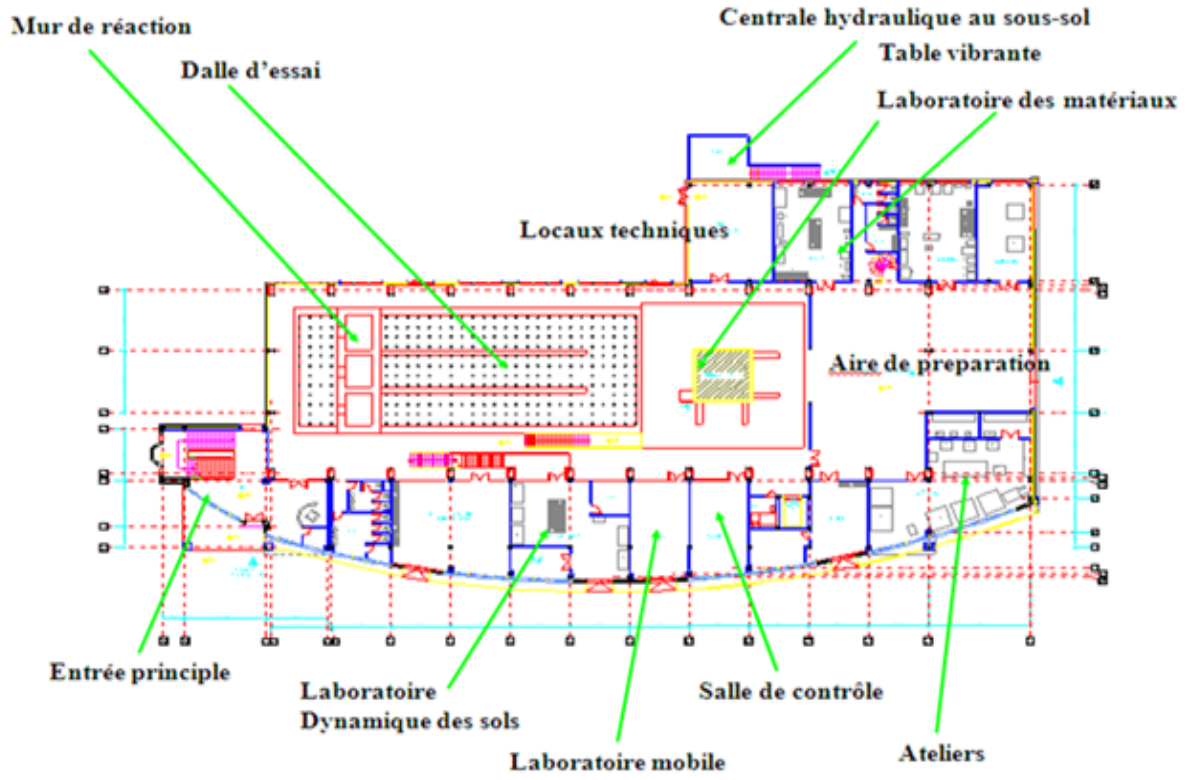 Mur de réaction
Centrale hydraulique au sous-sol
Dalle d'essai
Table vibrante
Laboratoire des matériaux
Locaux techniques
Aire de preparation
Entrée principle
Laboratoire
Dynamique des sols
Salle de contrôle
Laboratoire mobile
Ateliers